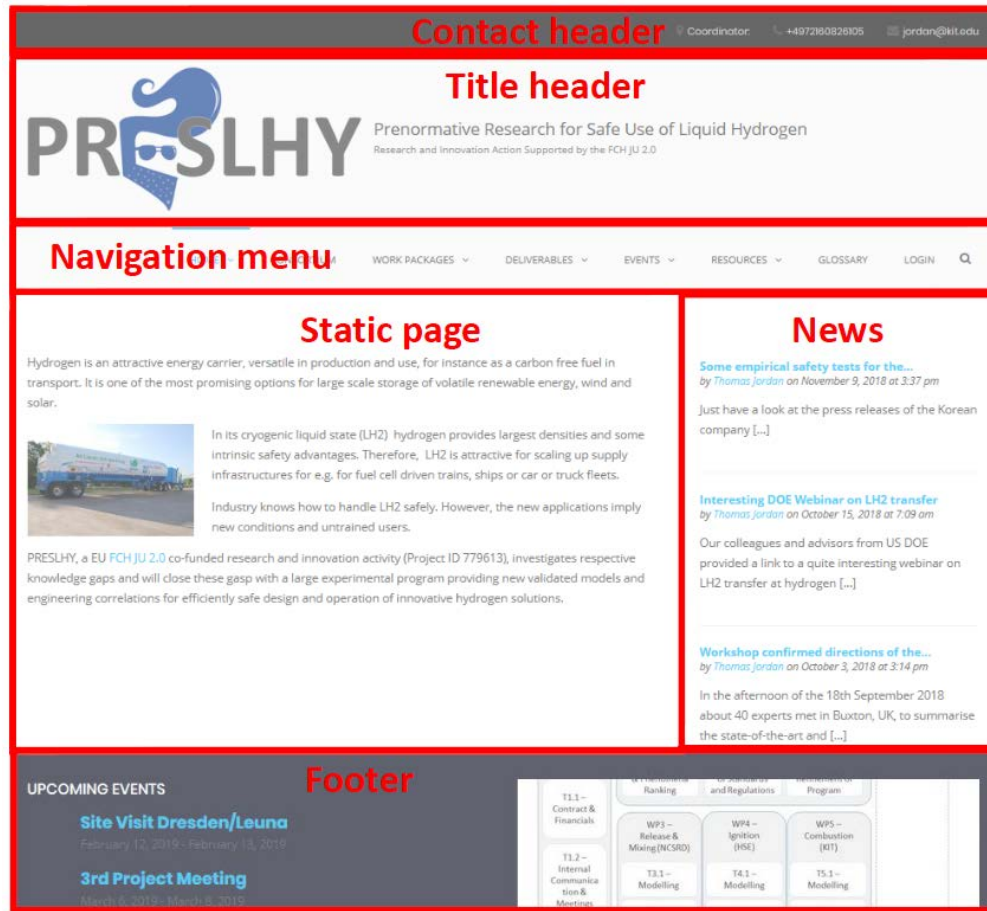 Contact header
Coordinator: +4972160826105 jordan@kit.edu
Title header
PRESLHY
Prenormative Research for Safe Use of Liquid Hydrogen
Research and Innovation Action Supported by the FCH JU 2.0
Navigation menu
WORK PACKAGES DELIVERABLES EVENTS RESOURCES GLOSSARY LOGIN
Static page
Hydrogen is an attractive energy carrier, versatile in production and use, for instance as a carbon free fuel in
transport. It is one of the most promising options for large scale storage of volatile renewable energy, wind and
solar.
In its cryogenic liquid state (LH2) hydrogen provides largest densities and some
intrinsic safety advantages. Therefore, LH2 is attractive for scaling up supply
infrastructures for e.g. for fuel cell driven trains, ships or car or truck fleets.
Industry knows how to handle LH2 safely. However, the new applications imply
new conditions and untrained users.
PRESLHY, a EU FCH JU 2.0 co-funded research and innovation activity (Project ID 779613), investigates respective
knowledge gaps and will close these gasp with a large experimental program providing new validated models and
engineering correlations for efficiently safe design and operation of innovative hydrogen solutions.
News
Some empirical safety tests for the...
by Thomas Jordan on November 9, 2018 at 3:37 pm
Just have a look at the press releases of the Korean
company [...]
Interesting DOE Webinar on LH2 transfer
by Thomas Jordan on October 15, 2018 at 7:09 am
Our colleagues and advisors from US DOE
provided a link to a quite interesting webinar on
LH2 transfer at hydrogen [...]
Workshop confirmed directions of the...
by Thomas Jordan on October 3, 2018 at 3:14 pm
In the afternoon of the 18th September 2018
about 40 experts met in Buxton, UK, to summarise
the state-of-the-art and [...]
Footer
UPCOMING EVENTS
Site Visit Dresden/Leuna
February 12, 2019 - February 13, 2019
3rd Project Meeting
March 6, 2019 - March 8, 2019
T1.1 –
Contract &
Financials
T1.2 –
Internal
Communica
tion &
Meetings
Ranking
and Regulations
Program
WP3 –
Release &
Mixing (NCSRD)
WP4 –
Ignition
(HSE)
WP5 –
Combustion
(KIT)
T3.1 –
Modelling
T4.1 –
Modelling
T5.1 –
Modelling